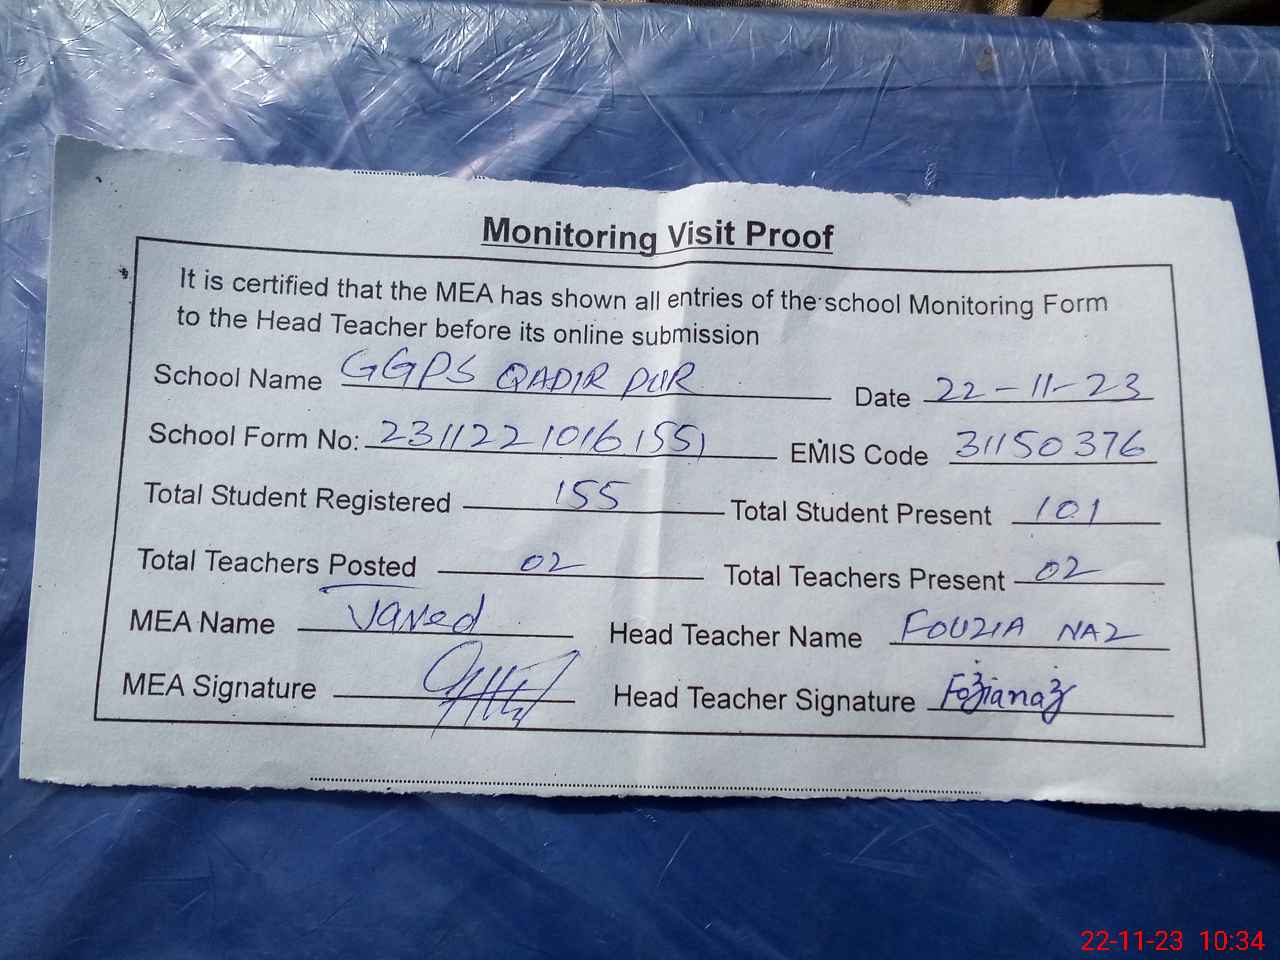 Monitoring Visit Proof
It is certified that the MEA has shown all entries of the school Monitoring Form
to the Head Teacher before its online submission
School Name GGPS QADIR PUR Date 22-11-23
School Form No: 23112210161551 EMIS Code 31150376
Total Student Registered 155 Total Student Present 101
Total Teachers Posted 02 Total Teachers Present 02
MEA Name Javed Head Teacher Name FOUZIA NAZ
MEA Signature Head Teacher Signature Fozianaz
22-11-23 10:34